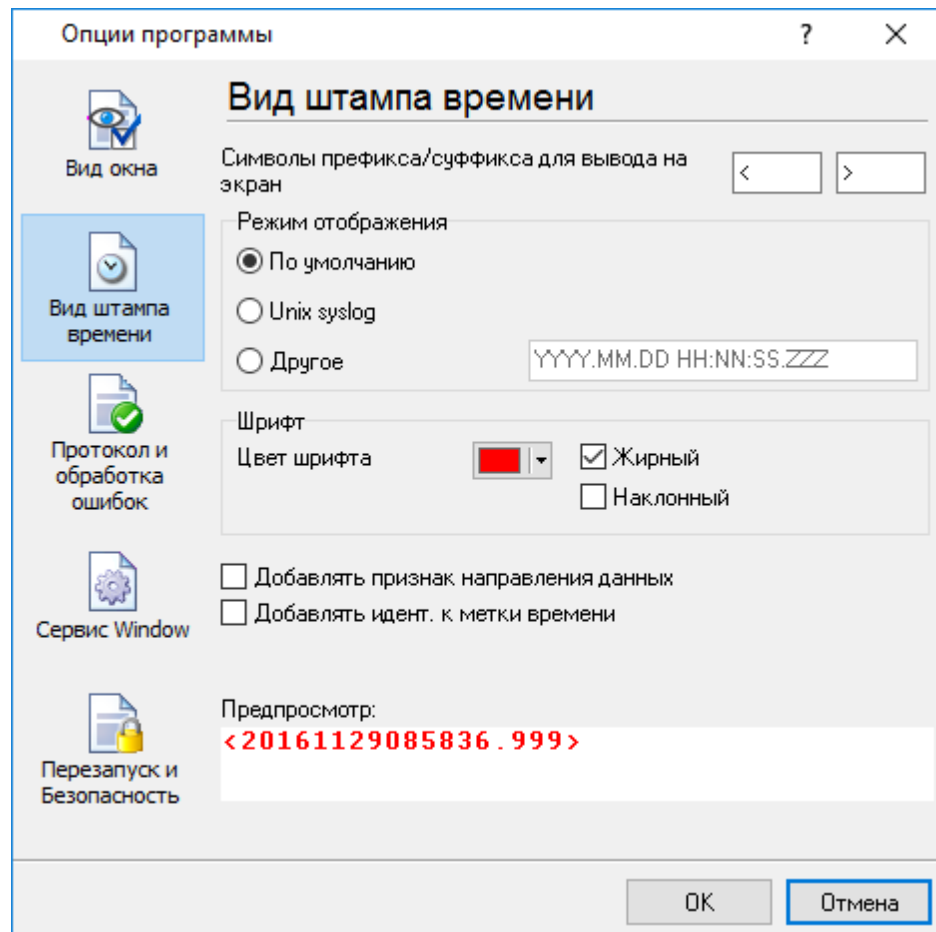 Опции программы
?
Вид окна
Вид штампа
времени
Протокол и
обработка
ошибок
Сервис Window
Перезапуск и
Безопасность
Вид штампа времени
Символы префикса/суффикса для вывода на
экран
<
>
Режим отображения
По умолчанию
Unix syslog
Другое
YYYY.MM.DD HH:NN:SS.ZZZ
Шрифт
Цвет шрифта
Жирный
Наклонный
Добавлять признак направления данных
Добавлять идент. к метки времени
Предпросмотр:
<20161129085836.999>
OK
Отмена